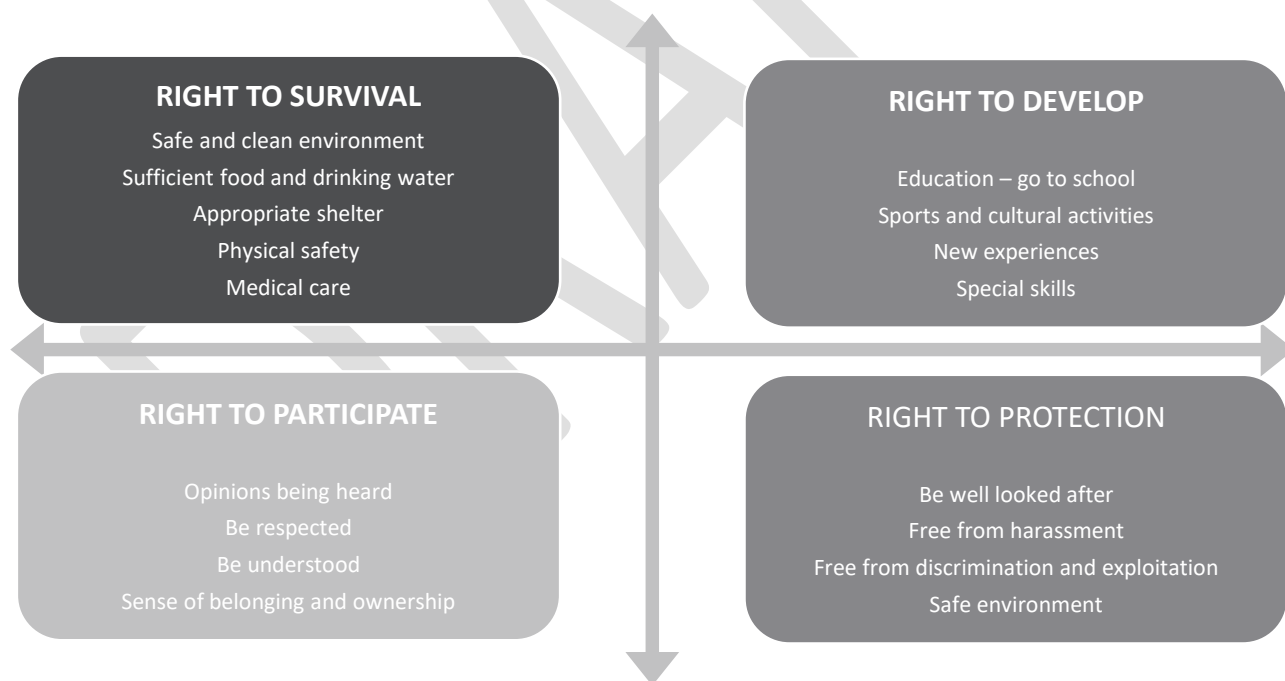 RIGHT TO SURVIVAL
Safe and clean environment
Sufficient food and drinking water
Appropriate shelter
Physical safety
Medical care
RIGHT TO DEVELOP
Education – go to school
Sports and cultural activities
New experiences
Special skills
RIGHT TO PARTICIPATE
Opinions being heard
Be respected
Be understood
Sense of belonging and ownership
RIGHT TO PROTECTION
Be well looked after
Free from harassment
Free from discrimination and exploitation
Safe environment